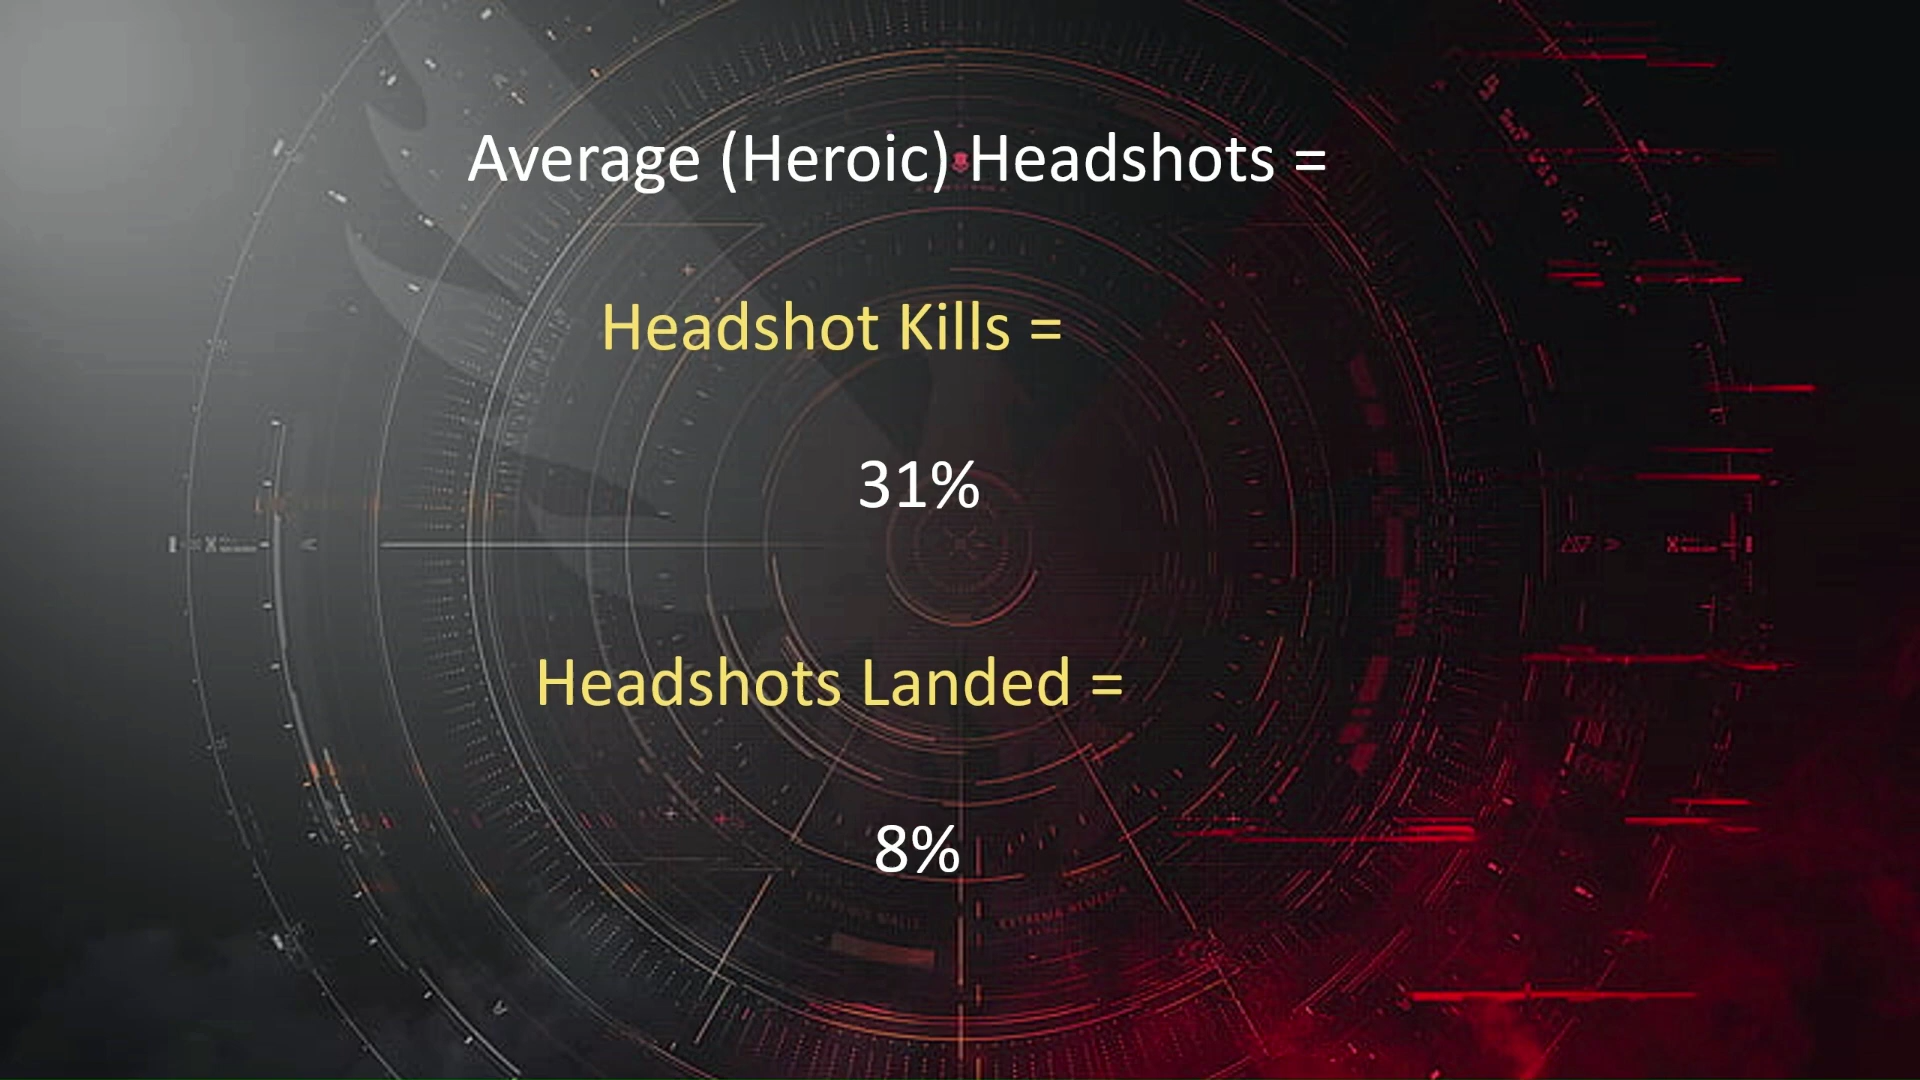 Average (Heroic) Headshots =
Headshot Kills =
31%
Headshots Landed =
8%